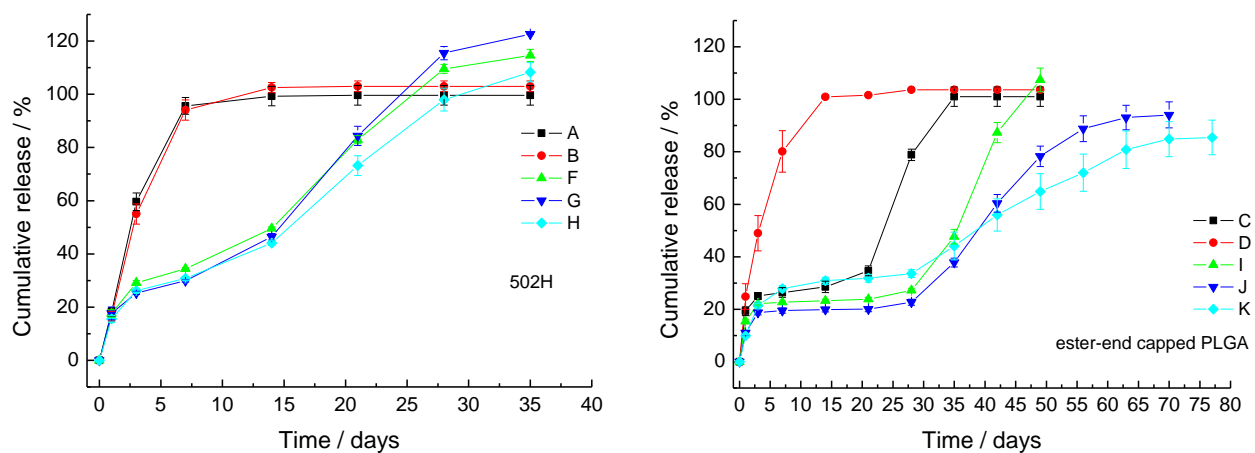 Cumulative release / %
120
100
80
60
40
20
0
A
B
F
G
H
502H
0 5 10 15 20 25 30 35 40
Time / days
Cumulative release / %
120
100
80
60
40
20
0
C
D
I
J
K
ester-end capped PLGA
0 5 10 15 20 25 30 35 40 45 50 55 60 65 70 75 80
Time / days